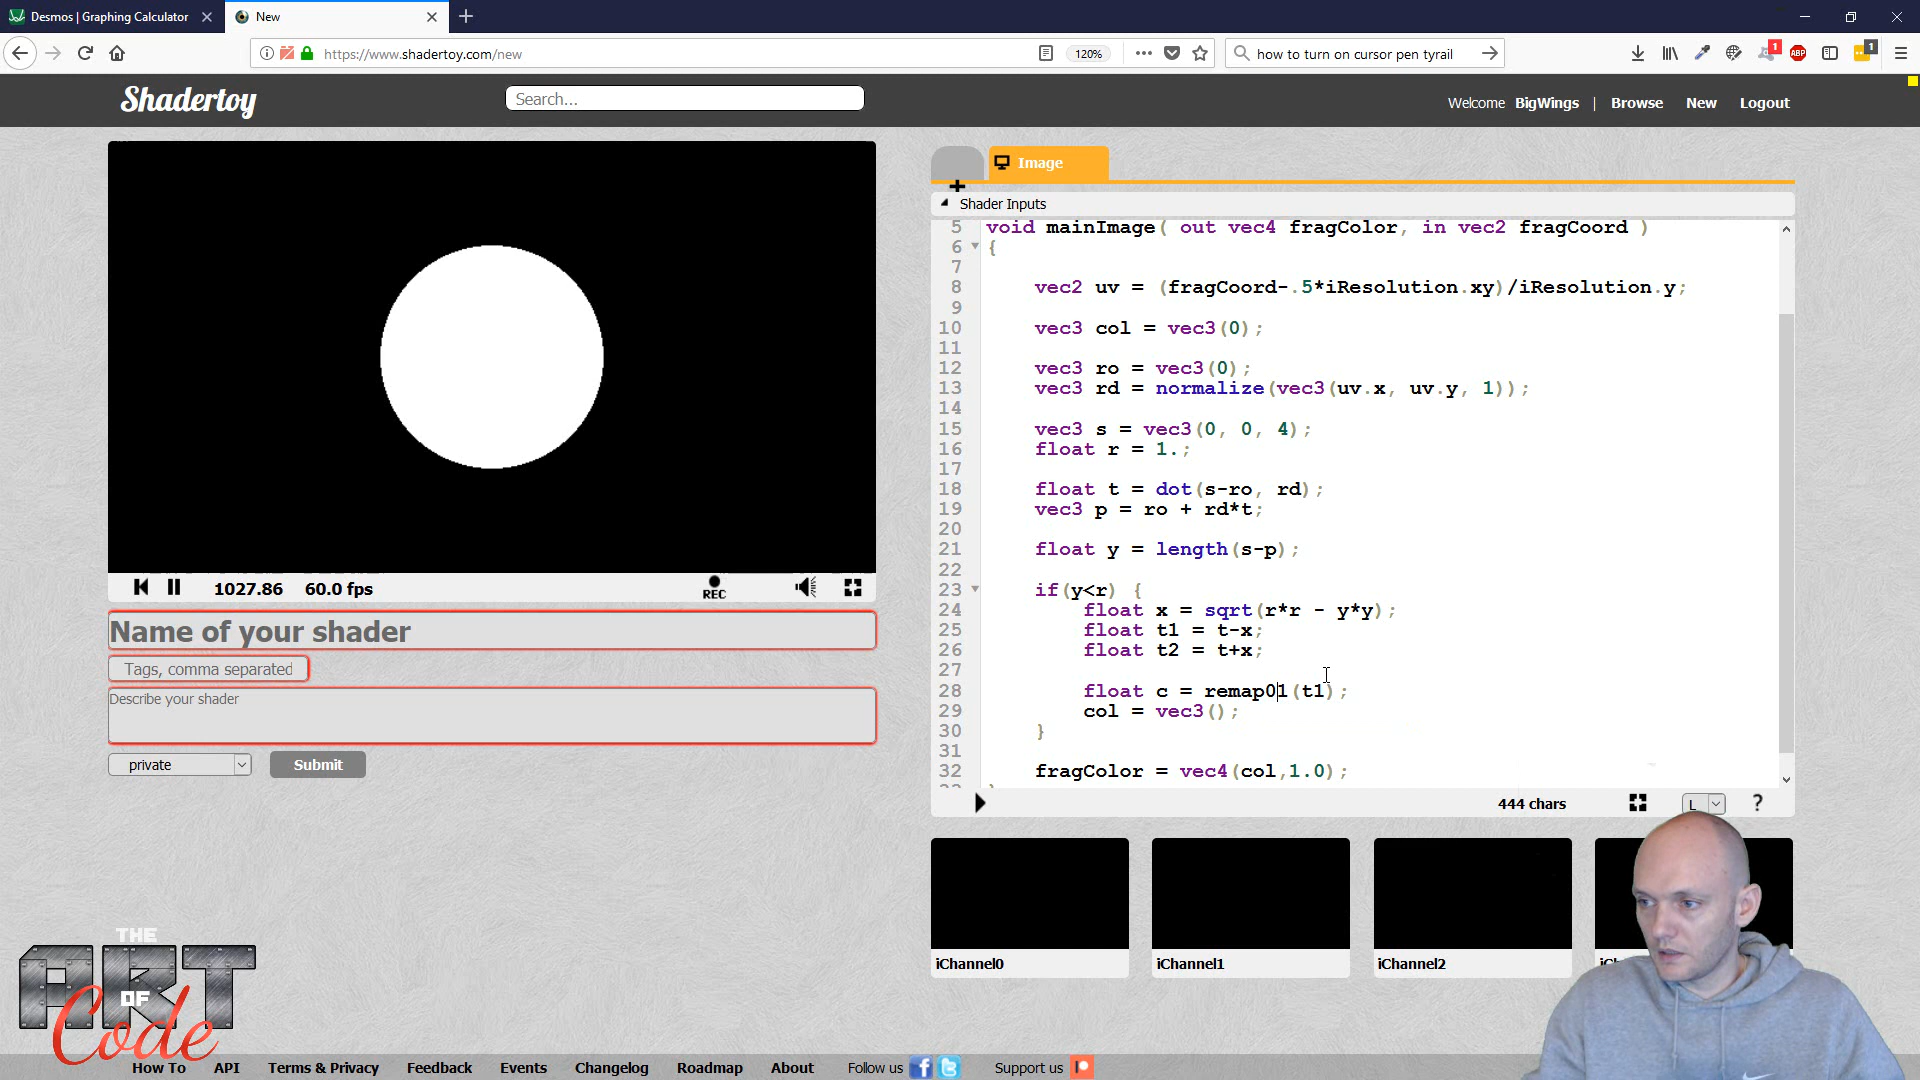 Desmos | Graphing Calculator
New
https://www.shadertoy.com/new
120%
how to turn on cursor pen tyrail
1
ABP
1
Shadertoy
Search...
Welcome BigWings | Browse New Logout
Image
Shader Inputs
5 void mainImage( out vec4 fragColor, in vec2 fragCoord )
6 {
7
8 vec2 uv = (fragCoord-.5*iResolution.xy)/iResolution.y;
9
10 vec3 col = vec3(0);
11
12 vec3 ro = vec3(0);
13 vec3 rd = normalize(vec3(uv.x, uv.y, 1));
14
15 vec3 s = vec3(0, 0, 4);
16 float r = 1.;
17
18 float t = dot(s-ro, rd);
19 vec3 p = ro + rd*t;
20
21 float y = length(s-p);
22
23 if(y<r) {
24 float x = sqrt(r*r - y*y);
25 float t1 = t-x;
26 float t2 = t+x;
27
28 float c = remap01(t1);
29 col = vec3();
30 }
31
32 fragColor = vec4(col,1.0);
1027.86 60.0 fps
REC
Name of your shader
Tags, comma separated
Describe your shader
private
Submit
444 chars
L
?
iChannel0
iChannel1
iChannel2
THE
ART
OF
Code
How To API Terms & Privacy Feedback Events Changelog Roadmap About Follow us Support us